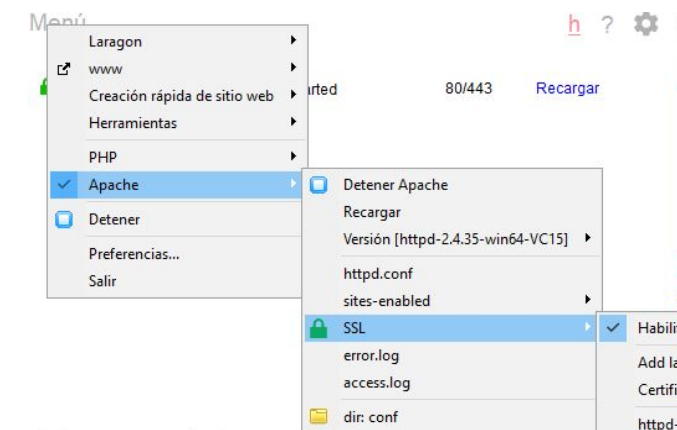 Menú
h ?
Laragon
www
Creación rápida de sitio web
arted 80/443 Recargar
Herramientas
PHP
Apache
Detener
Preferencias...
Salir
Detener Apache
Recargar
Versión [httpd-2.4.35-win64-VC15]
httpd.conf
sites-enabled
SSL
error.log
access.log
dir: conf
Habili
Add la
Certifi
httpd-